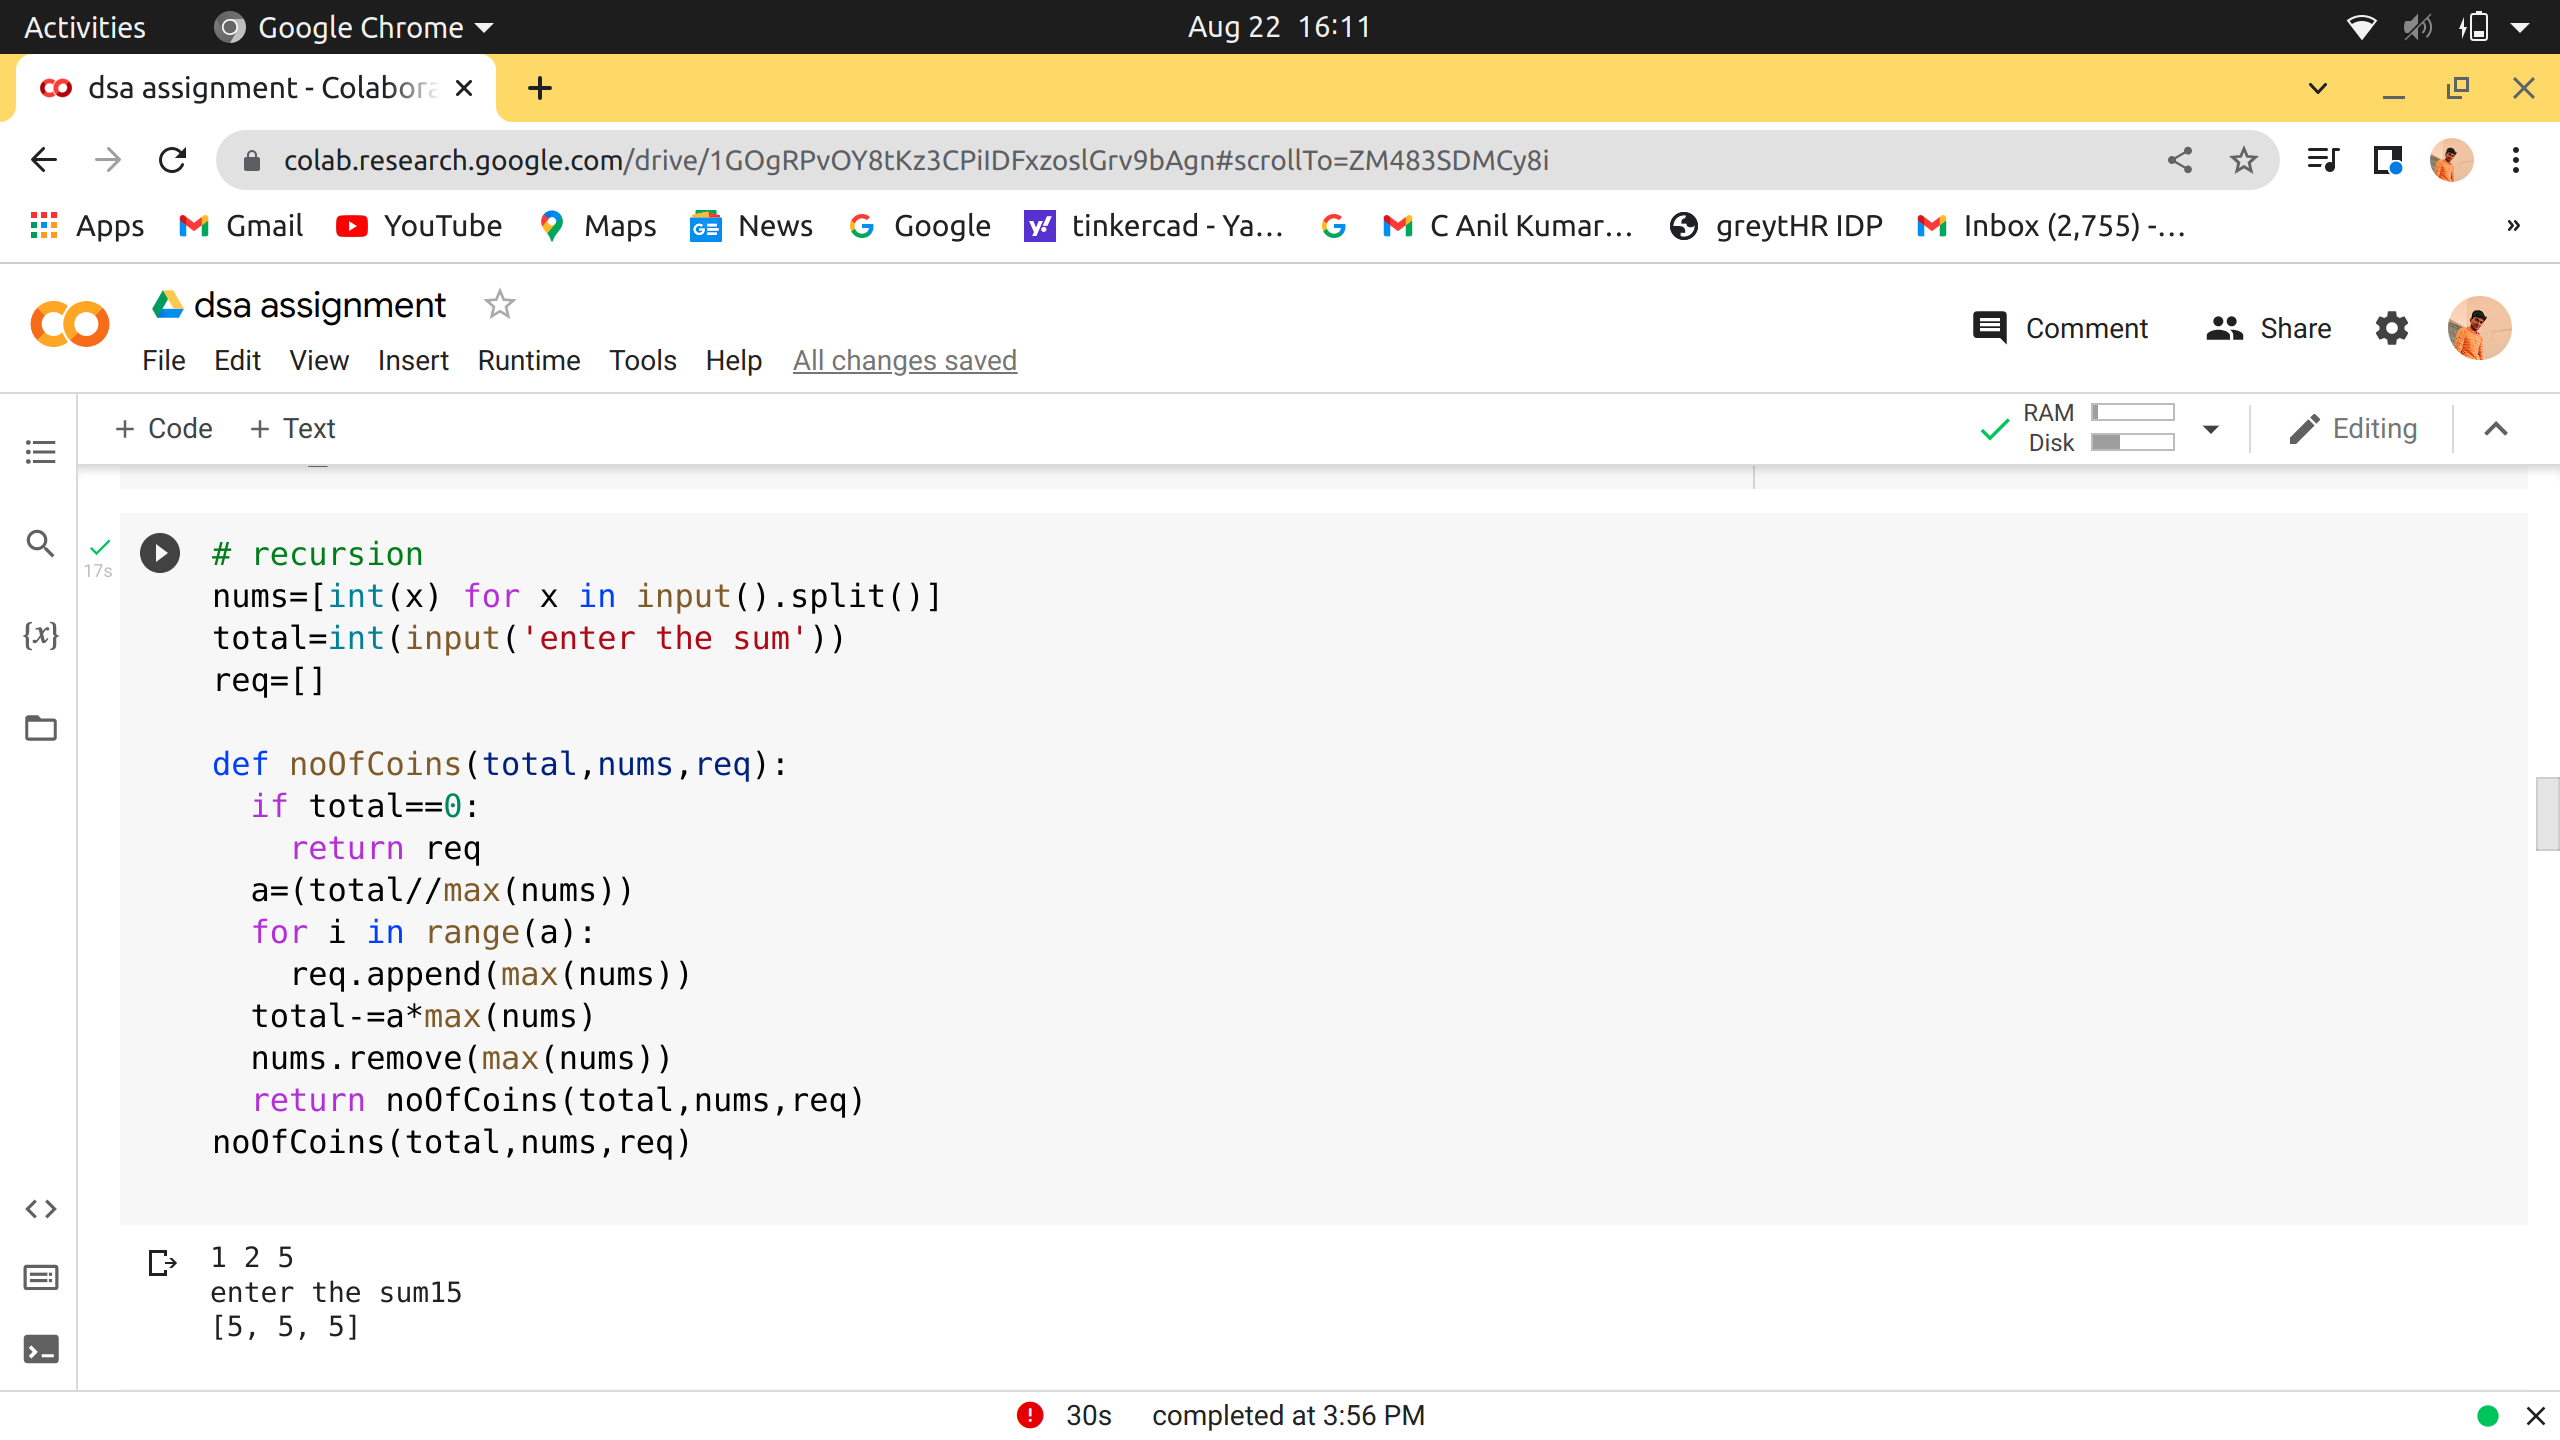 Activities Google Chrome Aug 22 16:11
dsa assignment - Colabora
colab.research.google.com/drive/1GOgRPvOY8tKz3CPiIDFxzoslGrv9bAgn#scrollTo=ZM483SDMCy8i
Apps Gmail YouTube Maps News Google tinkercad - Ya… C Anil Kumar… greytHR IDP Inbox (2,755) -… »
dsa assignment
Comment Share
File Edit View Insert Runtime Tools Help All changes saved
+ Code + Text RAM Disk Editing
17s
# recursion
nums=[int(x) for x in input().split()]
total=int(input('enter the sum'))
req=[]
def noOfCoins(total,nums,req):
  if total==0:
    return req
  a=(total//max(nums))
  for i in range(a):
    req.append(max(nums))
  total-=a*max(nums)
  nums.remove(max(nums))
  return noOfCoins(total,nums,req)
noOfCoins(total,nums,req)
1 2 5
enter the sum15
[5, 5, 5]
30s completed at 3:56 PM